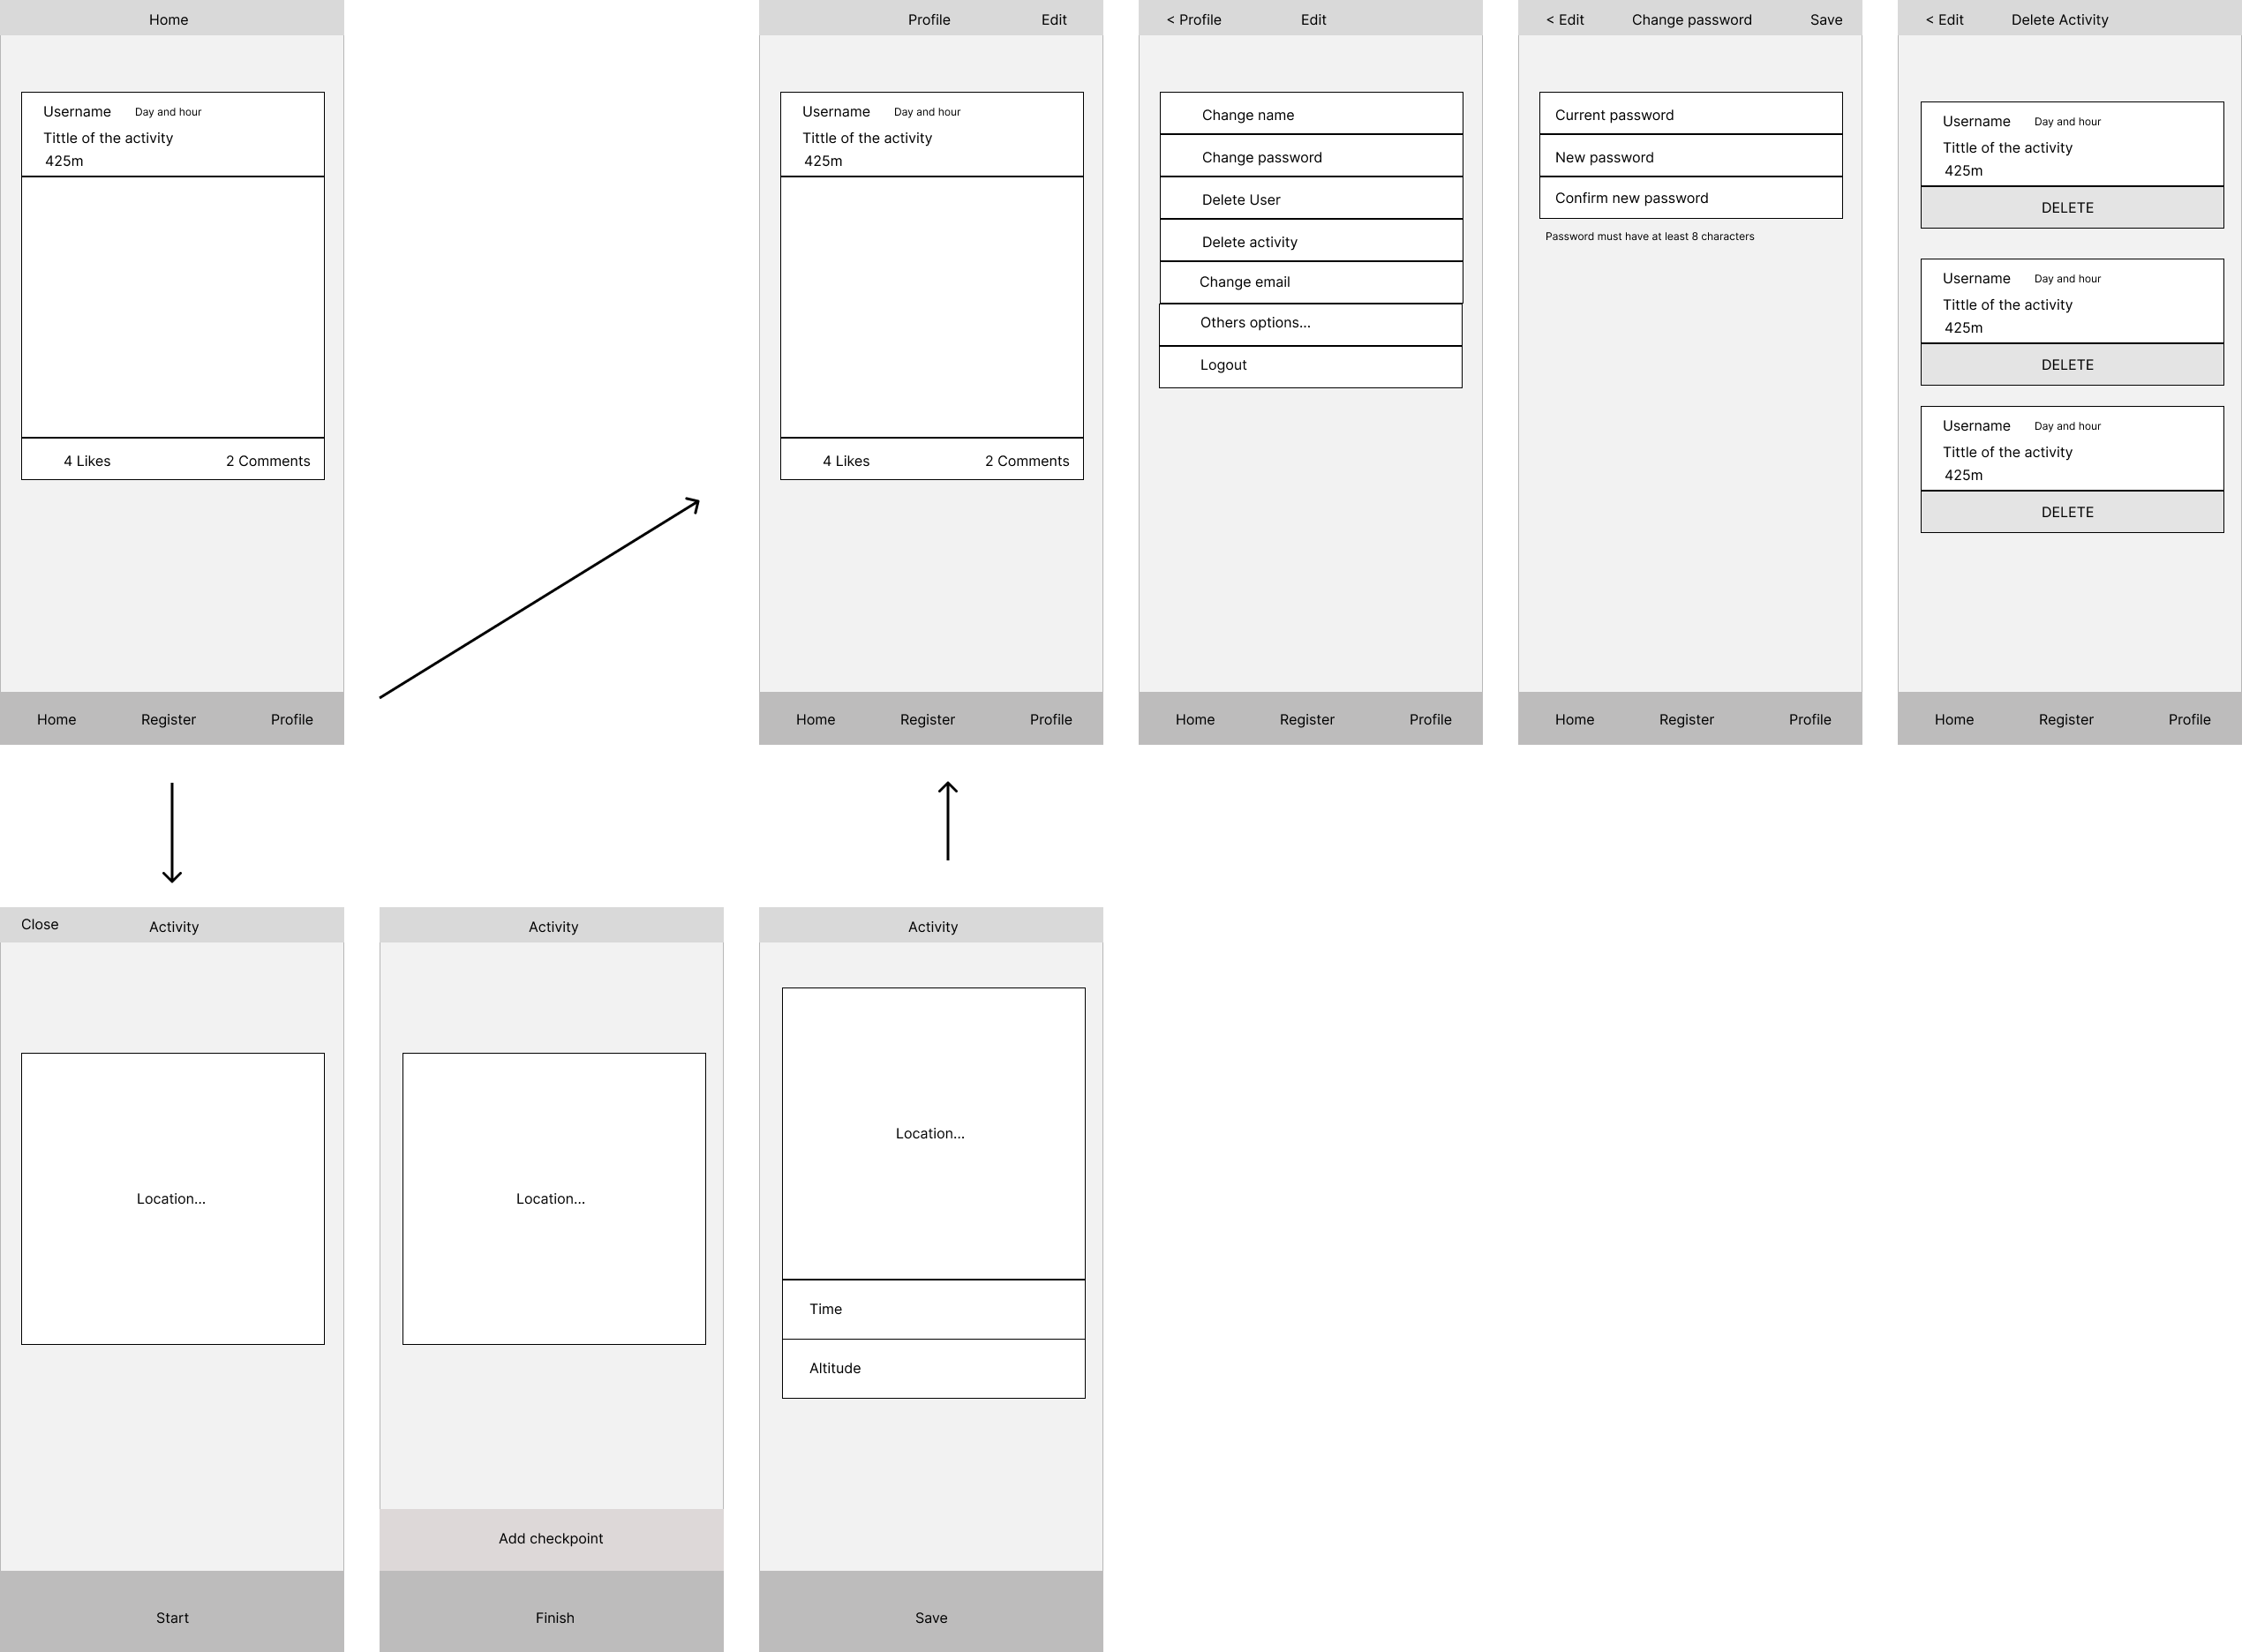 Home
Username Day and hour
Tittle of the activity
425m
4 Likes 2 Comments
Home Register Profile
Profile Edit
Username Day and hour
Tittle of the activity
425m
4 Likes 2 Comments
Home Register Profile
< Profile Edit
Change name
Change password
Delete User
Delete activity
Change email
Others options...
Logout
Home Register Profile
< Edit Change password Save
Current password
New password
Confirm new password
Password must have at least 8 characters
Home Register Profile
< Edit Delete Activity
Username Day and hour
Tittle of the activity
425m
DELETE
Username Day and hour
Tittle of the activity
425m
DELETE
Username Day and hour
Tittle of the activity
425m
DELETE
Home Register Profile
Close Activity
Location...
Start
Activity
Location...
Add checkpoint
Finish
Activity
Location...
Time
Altitude
Save